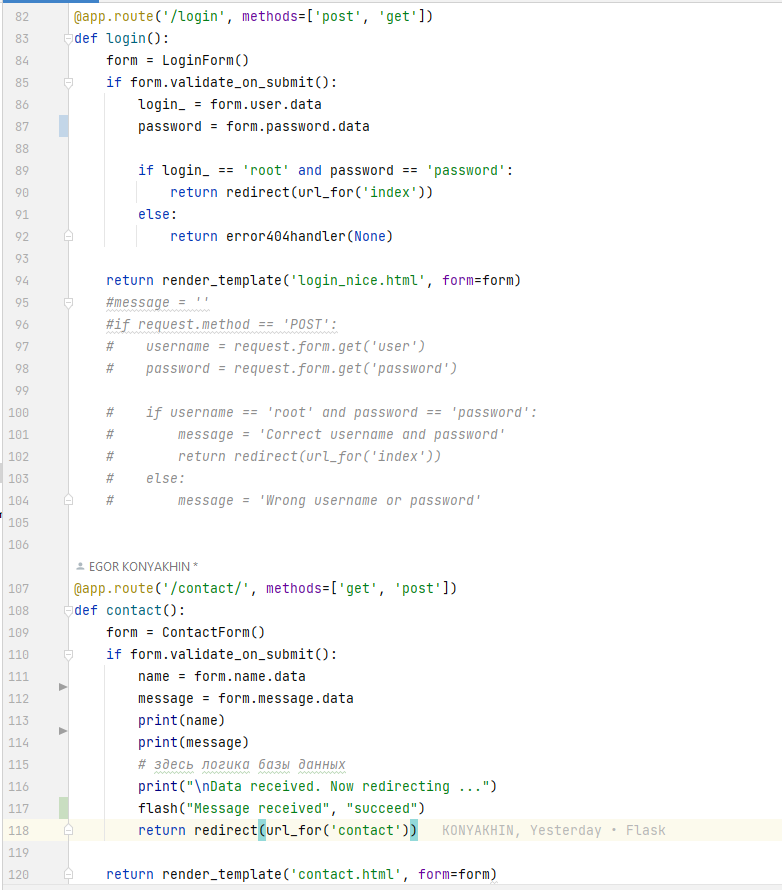 82 @app.route('/login', methods=['post', 'get'])
83 def login():
84     form = LoginForm()
85     if form.validate_on_submit():
86         login_ = form.user.data
87         password = form.password.data
88
89         if login_ == 'root' and password == 'password':
90             return redirect(url_for('index'))
91         else:
92             return error404handler(None)
93
94     return render_template('login_nice.html', form=form)
95     #message = ''
96     #if request.method == 'POST':
97     #    username = request.form.get('user')
98     #    password = request.form.get('password')
99
100     #    if username == 'root' and password == 'password':
101     #        message = 'Correct username and password'
102     #        return redirect(url_for('index'))
103     #    else:
104     #        message = 'Wrong username or password'
105
106
EGOR KONYAKHIN *
107 @app.route('/contact/', methods=['get', 'post'])
108 def contact():
109     form = ContactForm()
110     if form.validate_on_submit():
111         name = form.name.data
112         message = form.message.data
113         print(name)
114         print(message)
115         # здесь логика базы данных
116         print("\nData received. Now redirecting ...")
117         flash("Message received", "succeed")
118         return redirect(url_for('contact'))    KONYAKHIN, Yesterday • Flask
119
120     return render_template('contact.html', form=form)